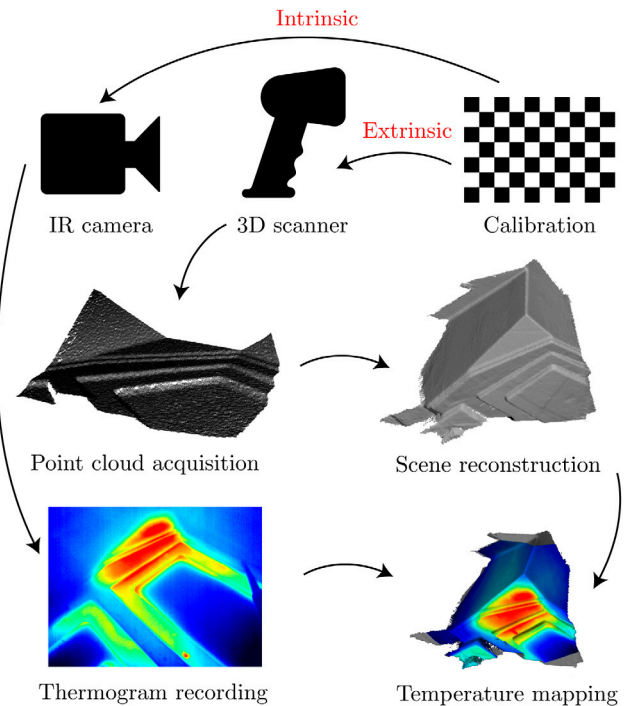 Intrinsic
Extrinsic
IR camera
3D scanner
Calibration
Point cloud acquisition
Scene reconstruction
Thermogram recording
Temperature mapping